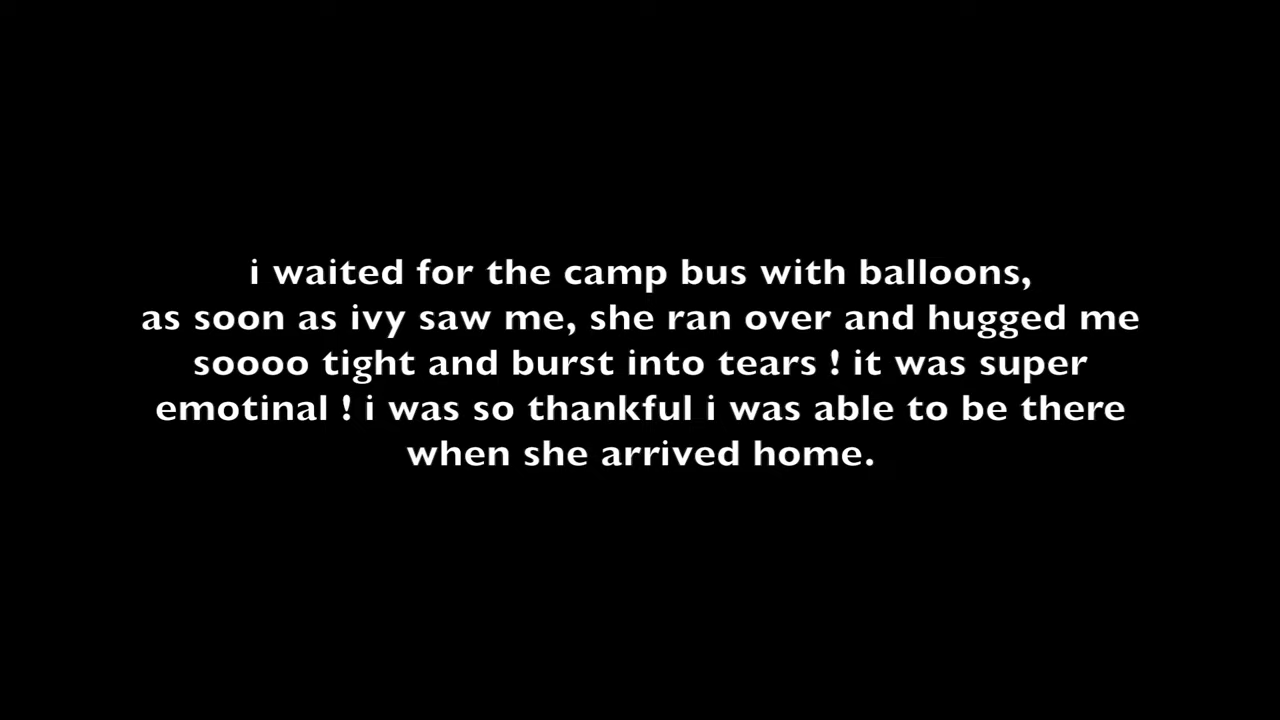 i waited for the camp bus with balloons,
as soon as ivy saw me, she ran over and hugged me
soooo tight and burst into tears ! it was super
emotinal ! i was so thankful i was able to be there
when she arrived home.